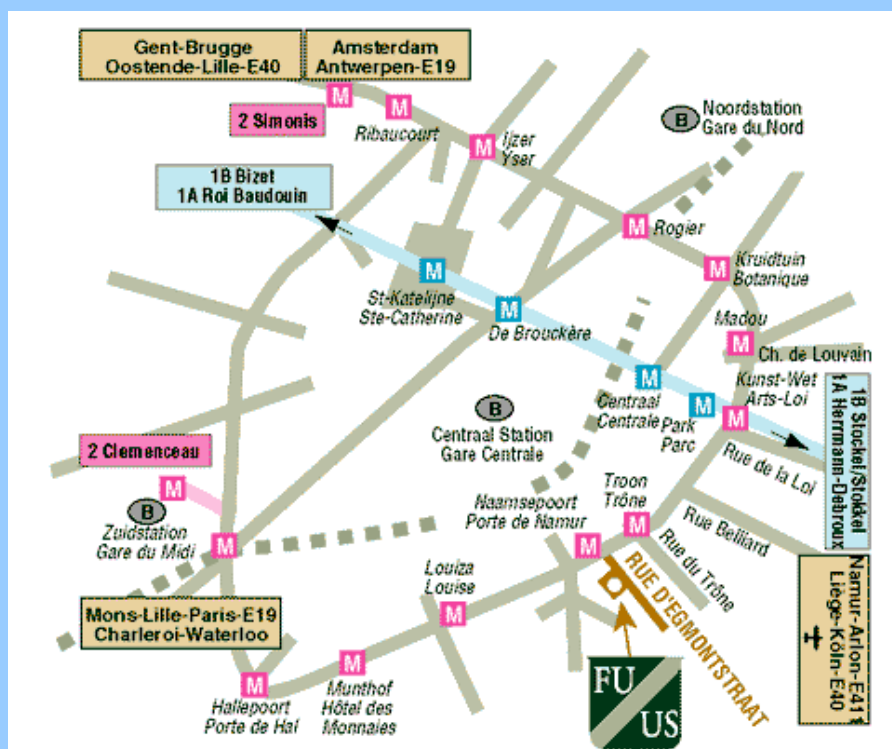 Gent-Brugge
Oostende-Lille-E40
Amsterdam
Antwerpen-E19
M
2 Simonis
M
Ribaucourt
M
Ijzer
Yser
B
Noordstation
Gare du Nord
1B Bizet
1A Roi Baudouin
M
Rogier
M
Kruidtuin
Botanique
M
St-Katelijne
Ste-Catherine
M
De Brouckère
Madou
M
Ch. de Louvain
M
Centraal
Centrale
M
Park
Parc
Kunst-Wet
Arts-Loi
M
1B Stockel/Stokkel
1A Herrmann-Debroux
B
Centraal Station
Gare Centrale
Rue de la Loi
2 Clemenceau
M
B
Zuidstation
Gare du Midi
M
Naamsepoort
Porte de Namur
M
Troon
Trône
M
Rue Belliard
Rue du Trône
RUE D'EGMONTSTRAAT
Louiza
Louise
M
Mons-Lille-Paris-E19
Charleroi-Waterloo
Namur-Arlon-E411
Liège-Köln-E40
M
Hallepoort
Porte de Hal
M
Munthof
Hôtel des
Monnaies
FU
US